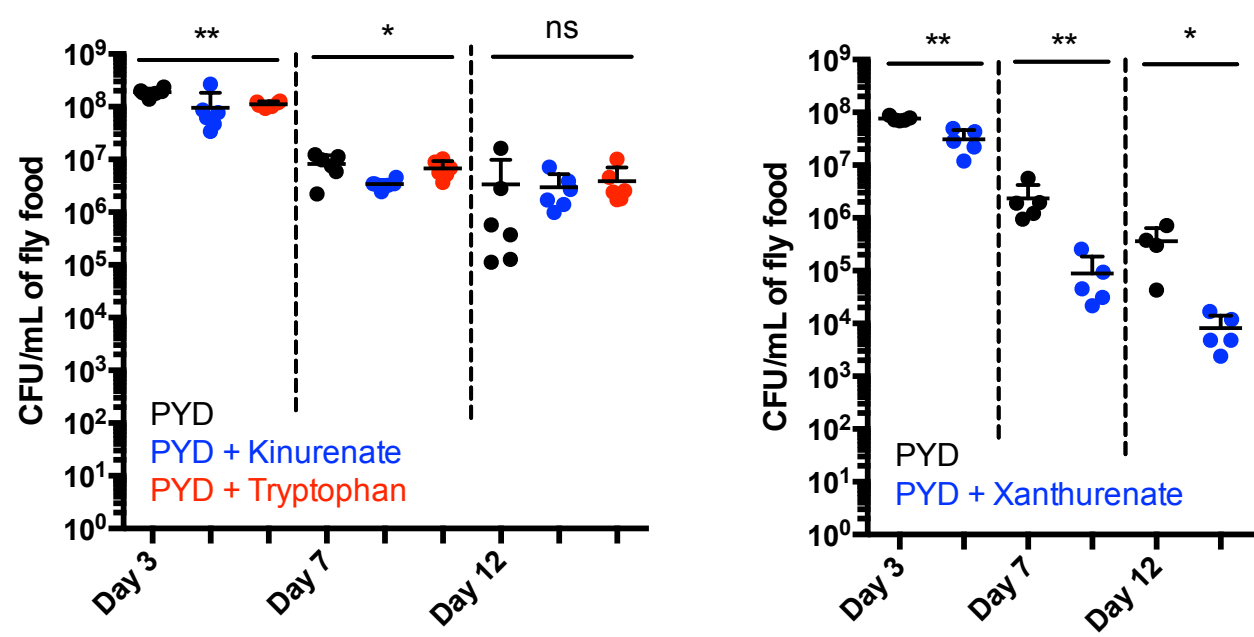 ** * ns
CFU/mL of fly food
10⁹
10⁸
10⁷
10⁶
10⁵
10⁴
10³
10²
10¹
10⁰
PYD
PYD + Kinurenate
PYD + Tryptophan
Day 3 Day 7 Day 12
** ** *
CFU/mL of fly food
10⁹
10⁸
10⁷
10⁶
10⁵
10⁴
10³
10²
10¹
10⁰
PYD
PYD + Xanthurenate
Day 3 Day 7 Day 12